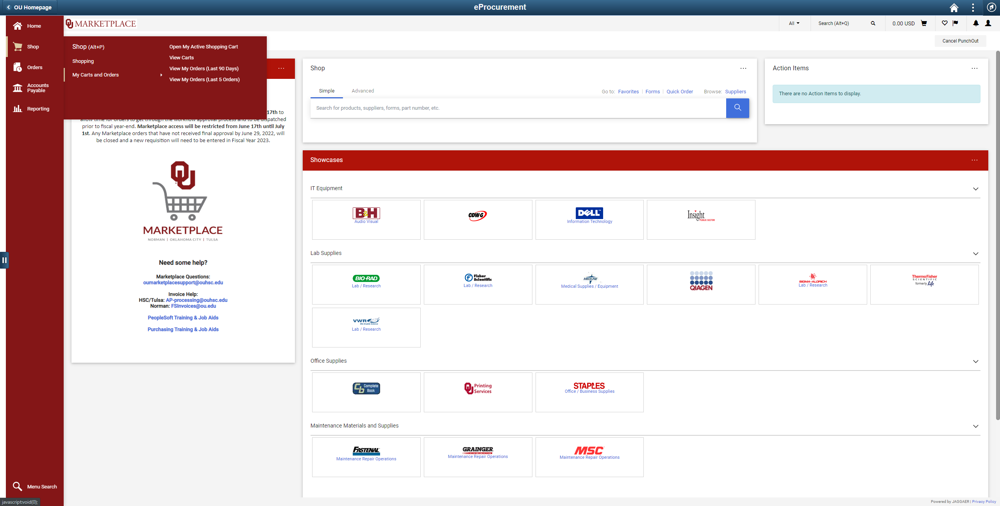 OU Homepage
eProcurement
Home
Shop
Orders
Accounts
Payable
Reporting
Menu Search
javascript:void(0);
OU MARKETPLACE
All
Search (Alt+Q)
0.00 USD
Cancel PunchOut
Shop (Alt+P)
Shopping
My Carts and Orders
Open My Active Shopping Cart
View Carts
View My Orders (Last 90 Days)
View My Orders (Last 5 Orders)
17th to
allow time for orders to get through the workflow approval process and to be dispatched
prior to fiscal year-end. Marketplace access will be restricted from June 17th until July
1st. Any Marketplace orders that have not received final approval by June 29, 2022, will
be closed and a new requisition will need to be entered in Fiscal Year 2023.
OU
MARKETPLACE
NORMAN | OKLAHOMA CITY | TULSA
Need some help?
Marketplace Questions:
oumarketplacesupport@ouhsc.edu
Invoice Help:
HSC/Tulsa: AP-processing@ouhsc.edu
Norman: FSInvoices@ou.edu
PeopleSoft Training & Job Aids
Purchasing Training & Job Aids
Shop
Simple
Advanced
Go to: Favorites | Forms | Quick Order Browse: Suppliers
Search for products, suppliers, forms, part number, etc.
Action Items
There are no Action Items to display.
Showcases
IT Equipment
B&H
Audio Visual
CDW-G
DELL™
Information Technology
Insight
PUBLIC SECTOR
Lab Supplies
BIO-RAD
Lab / Research
Fisher
Scientific
Lab / Research
MEDLINE
Medical Supplies / Equipment
QIAGEN
SIGMA-ALDRICH
Lab / Research
ThermoFisher
SCIENTIFIC
formerly life
VWR
We Enable Science
Lab / Research
Office Supplies
Cb Complete
Book
OU Printing
Services
STAPLES
Office / Business Supplies
Maintenance Materials and Supplies
FASTENAL
Maintenance Repair Operations
GRAINGER
Maintenance Repair Operations
MSC
Maintenance Repair Operations
Powered by JAGGAER | Privacy Policy